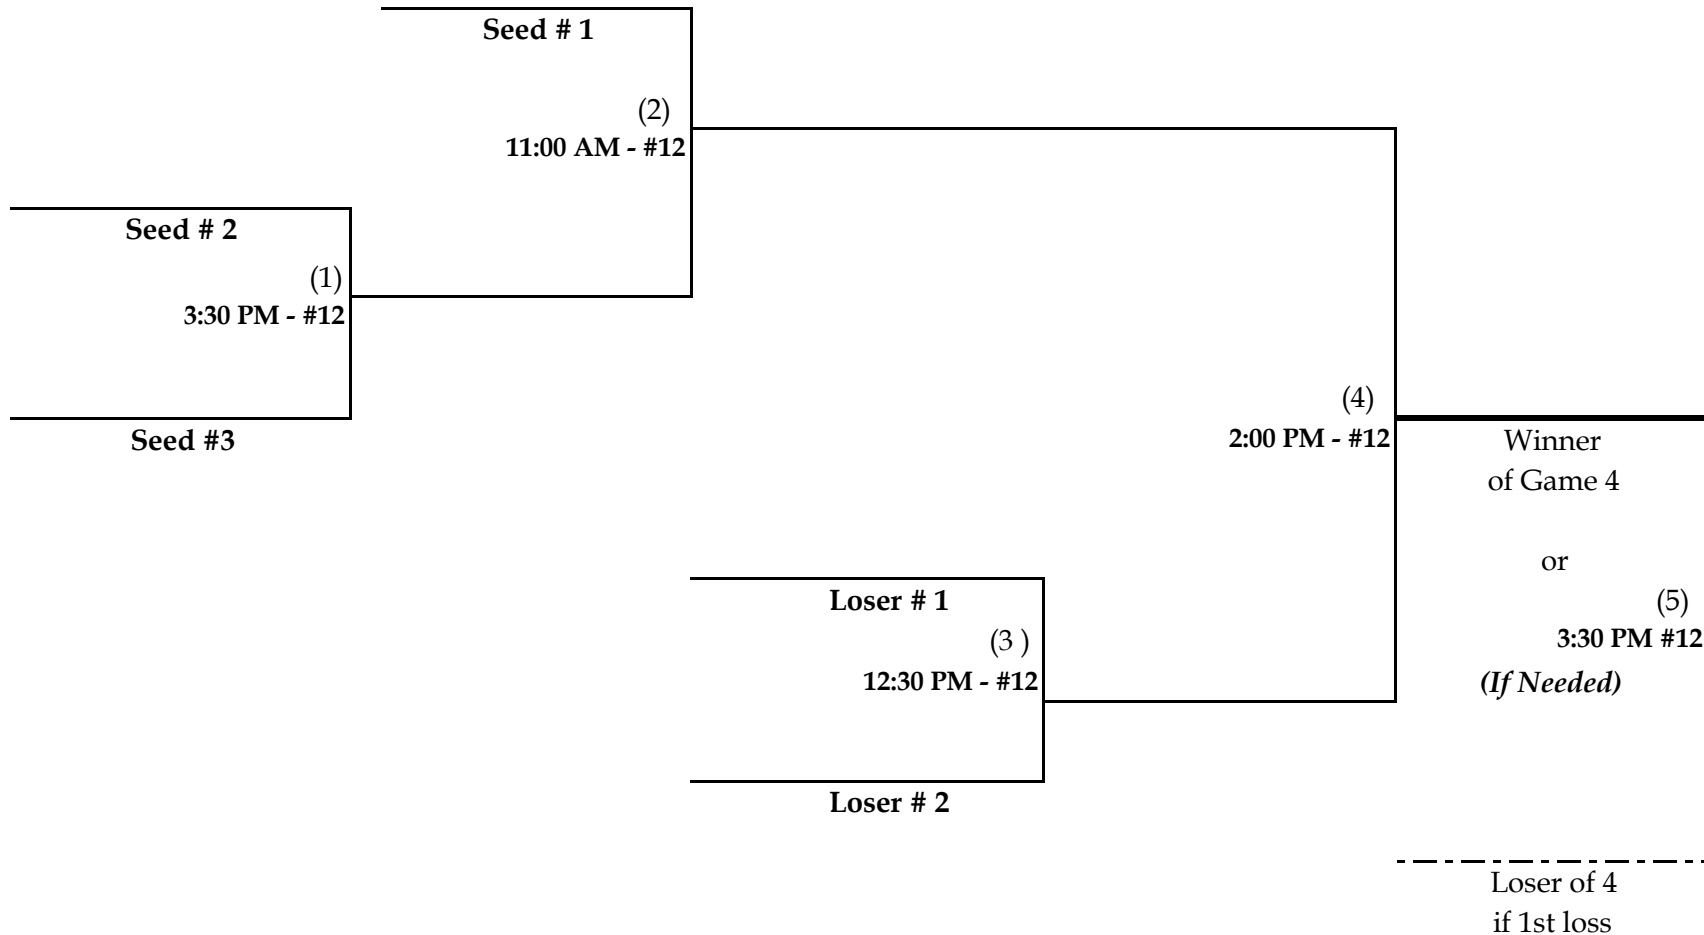 Seed # 1
(2)
11:00 AM - #12
Seed # 2
(1)
3:30 PM - #12
Seed #3
(4)
2:00 PM - #12
Winner
of Game 4
or
Loser # 1
(5)
(3 )
3:30 PM #12
12:30 PM - #12
(If Needed)
Loser # 2
Loser of 4
if 1st loss